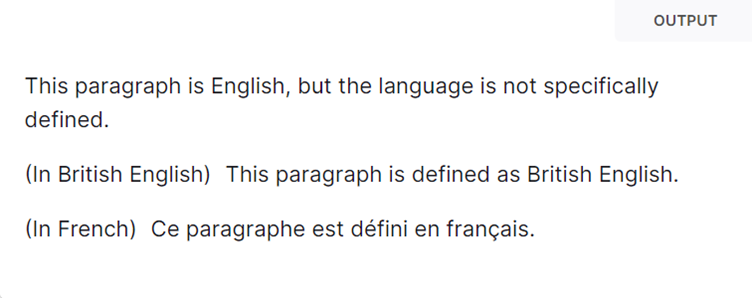 OUTPUT
This paragraph is English, but the language is not specifically
defined.
(In British English)  This paragraph is defined as British English.
(In French)  Ce paragraphe est défini en français.